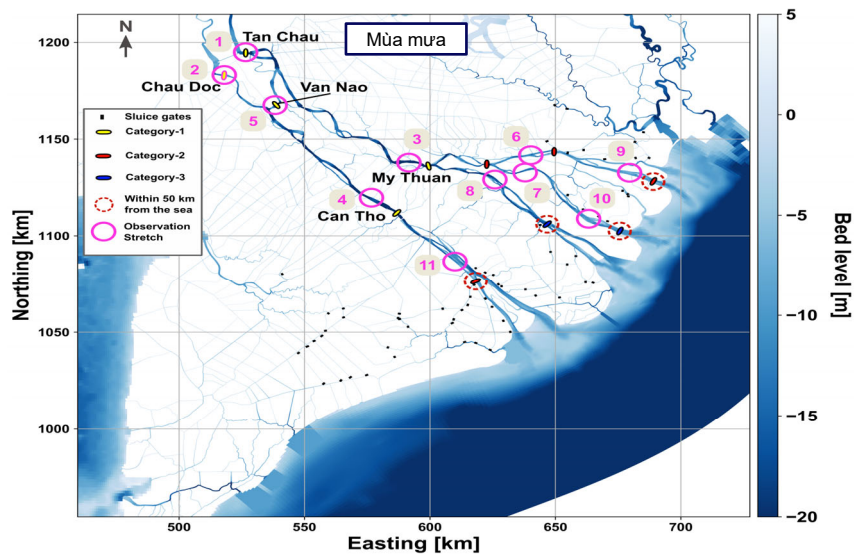 Mùa mưa
N
1
Tan Chau
2
Chau Doc
Van Nao
5
Sluice gates
Category-1
Category-2
Category-3
Within 50 km
from the sea
Observation
Stretch
3
My Thuan
6
9
8
7
10
4
Can Tho
11
1200
1150
1100
1050
1000
Northing [km]
500
550
600
650
700
Easting [km]
5
0
−5
−10
−15
−20
Bed level [m]